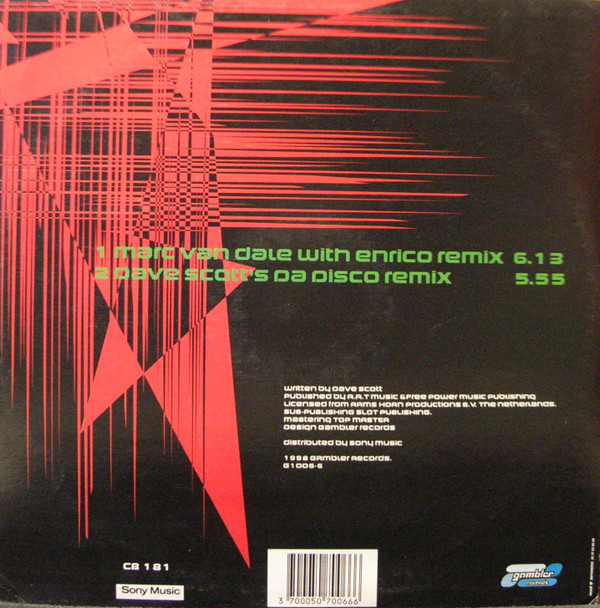 1 marc van dale with enrico remix 6.13
2 Dave Scott's Da Disco remix 5.55
written by Dave Scott
Published by A.R.T Music & Free Power Music Publishing
Licensed from Rams Horn Productions B.V. The Netherlands.
Sub-Publishing Slot Publishing.
mastering TOP MASTER
Design Gambler records
distributed by Sony music
1998 Gambler Records.
G1006-6
CB 181
Sony Music
3 700050 700666
gambler
records